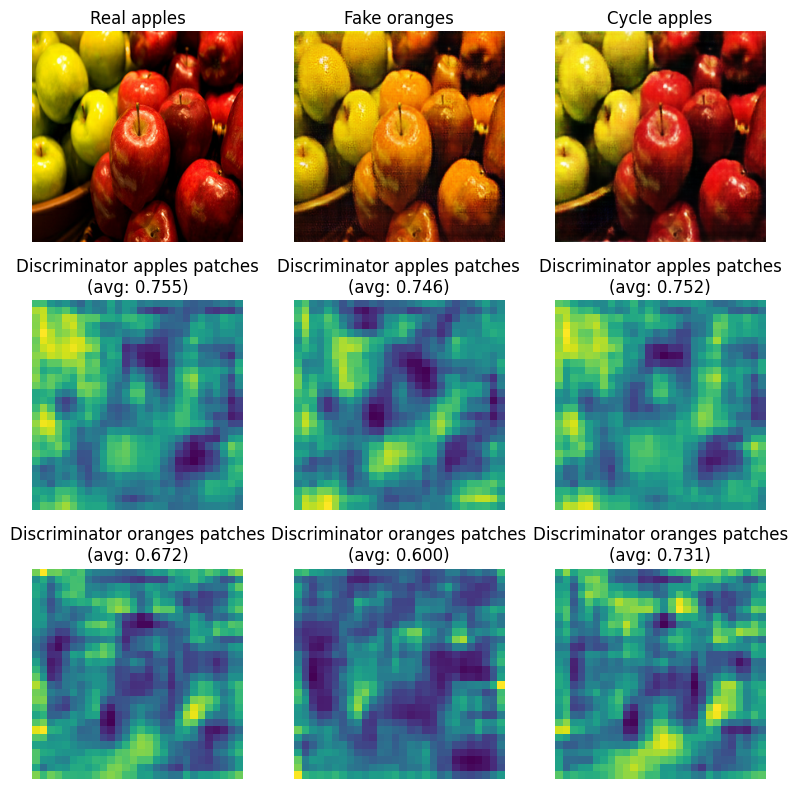 Real apples
Fake oranges
Cycle apples
Discriminator apples patches
(avg: 0.755)
Discriminator apples patches
(avg: 0.746)
Discriminator apples patches
(avg: 0.752)
Discriminator oranges patches
(avg: 0.672)
Discriminator oranges patches
(avg: 0.600)
Discriminator oranges patches
(avg: 0.731)